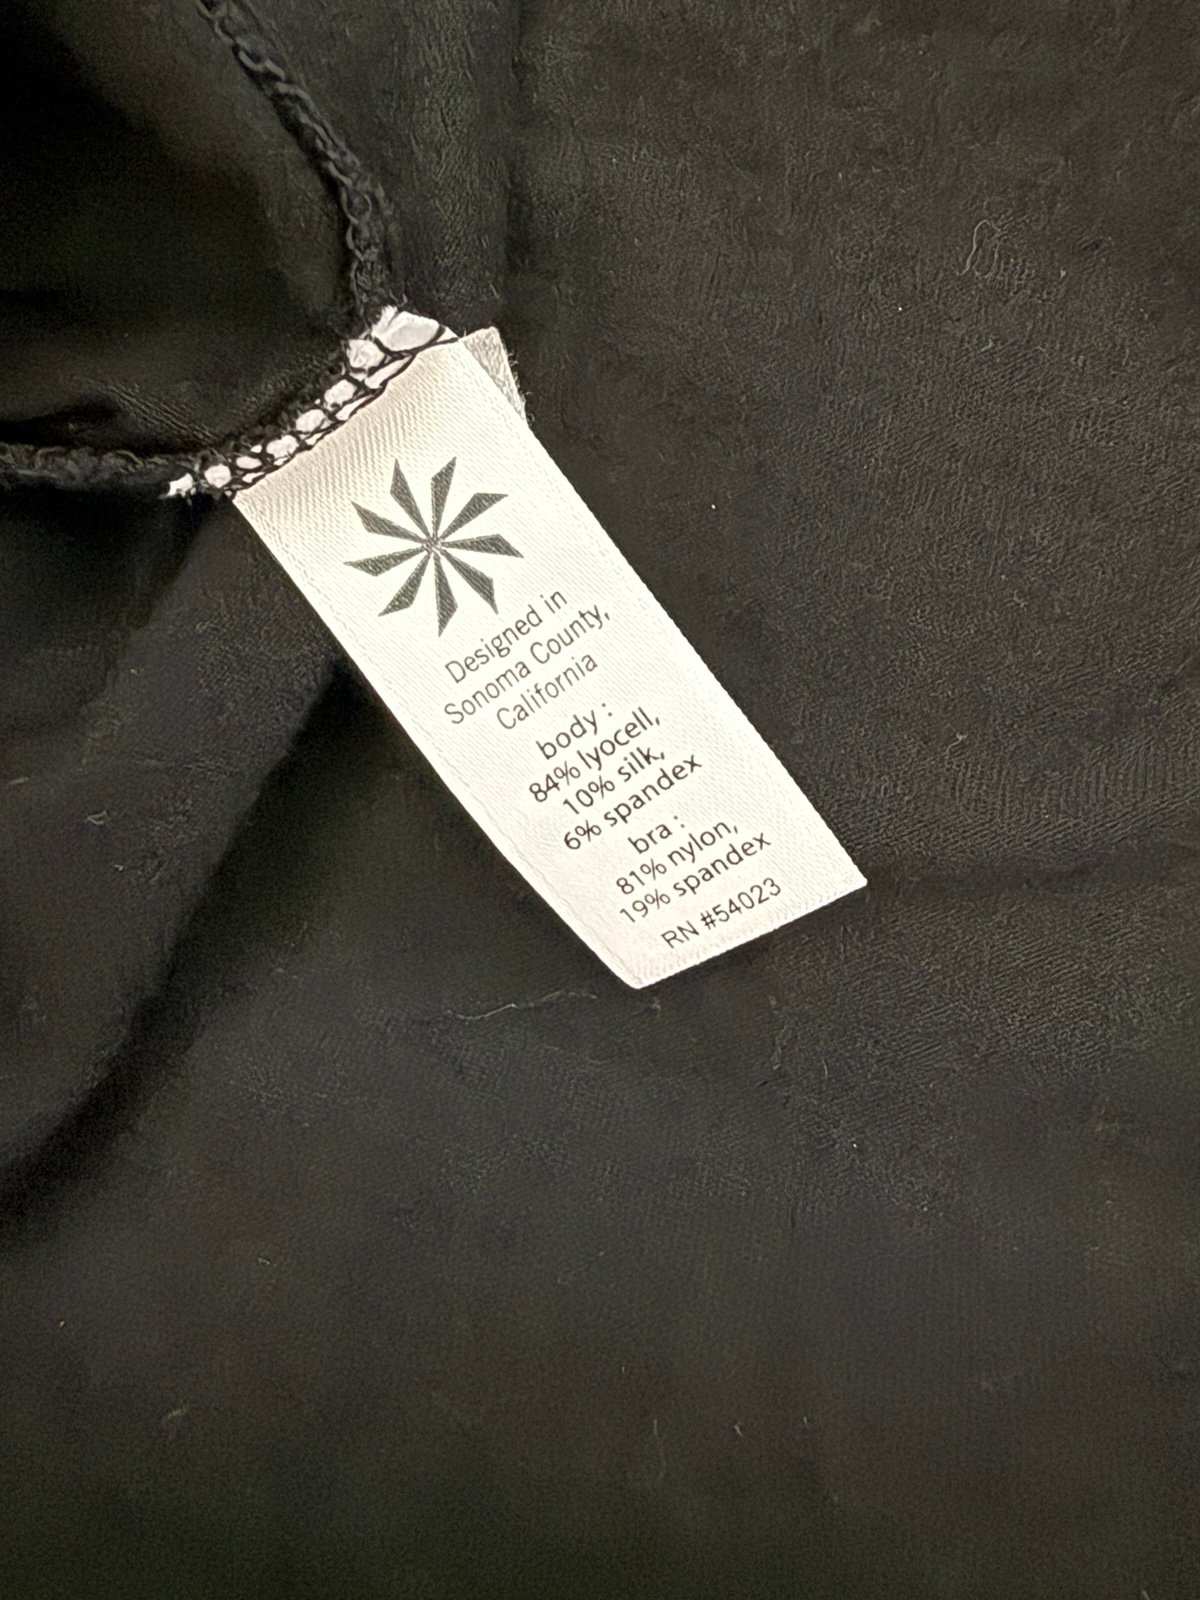 Designed in
Sonoma County,
California
body :
84% lyocell,
10% silk,
6% spandex
bra :
81% nylon,
19% spandex
RN #54023